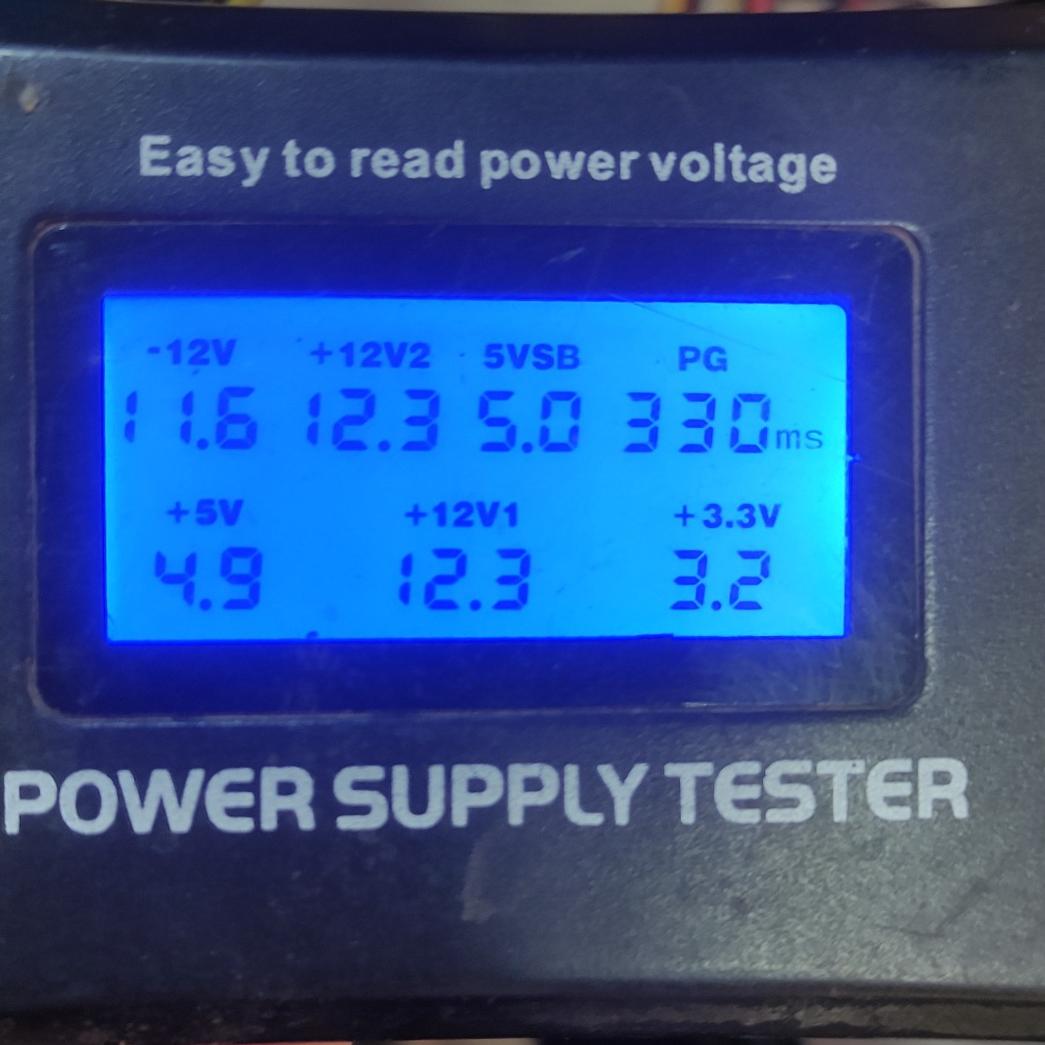 Easy to read power voltage
-12V +12V2 5VSB PG
11.6 12.3 5.0 330ms
+5V +12V1 +3.3V
4.9 12.3 3.2
POWER SUPPLY TESTER